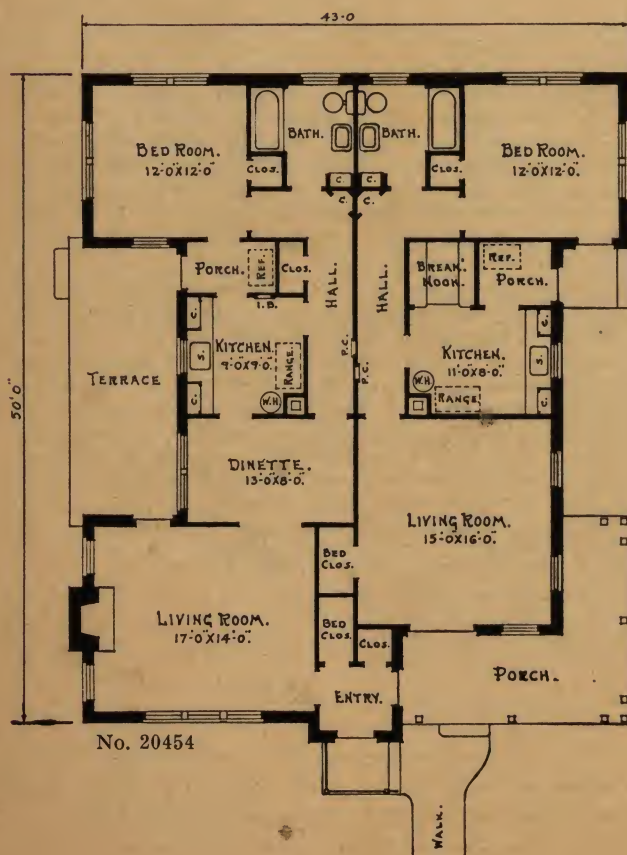 43-0
BATH.
BATH.
BED ROOM.
12'-0"X12'-0"
BED ROOM.
12'-0"X12'-0"
CLOS.
CLOS.
C.
C.
C.
C.
PORCH.
REF.
CLOS.
HALL.
HALL.
BREAK.
NOOK.
REF.
PORCH.
I.B.
C.
S.
C.
KITCHEN.
9'-0"X9'-0"
RANGE
W.H.
P.C.
P.C.
KITCHEN.
11'-0"X8'-0"
W.H.
RANGE
C.
S.
C.
TERRACE
50'0"
DINETTE.
13'-0"X8'-0"
LIVING ROOM.
15'-0"X16'-0"
BED
CLOS.
LIVING ROOM.
17'-0"X14'-0"
BED
CLOS.
CLOS.
ENTRY.
PORCH.
No. 20454
WALK.